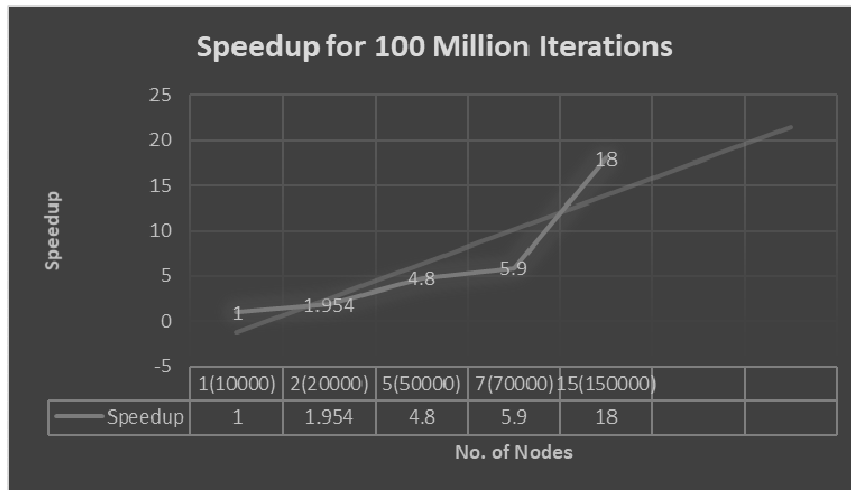 Speedup for 100 Million Iterations
25
20
15
10
5
0
-5
Speedup
1
1.954
4.8
5.9
18
1(10000) 2(20000) 5(50000) 7(70000) 15(150000)
Speedup 1 1.954 4.8 5.9 18
No. of Nodes